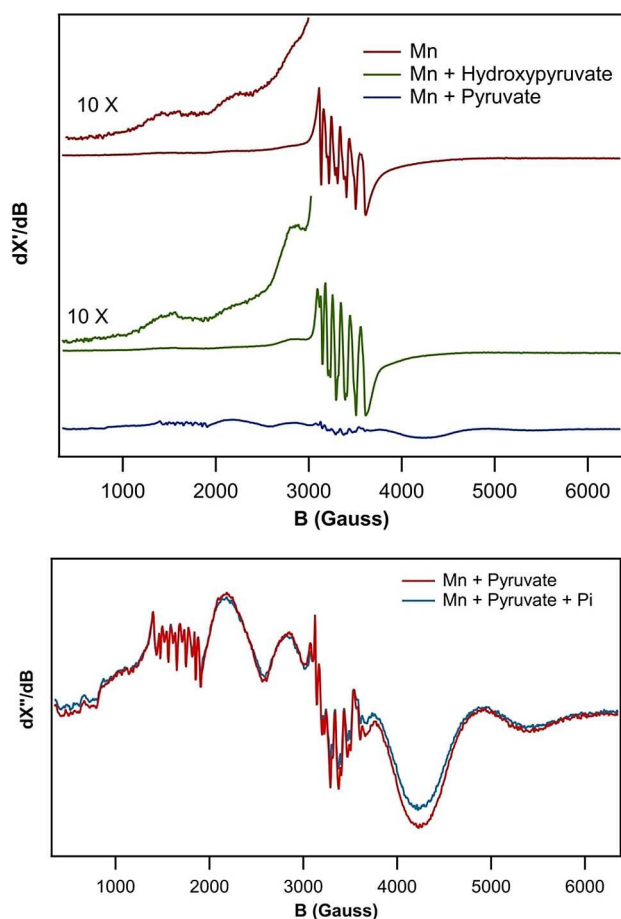 Mn
Mn + Hydroxypyruvate
Mn + Pyruvate
10 X
10 X
dX'/dB
1000 2000 3000 4000 5000 6000
B (Gauss)
Mn + Pyruvate
Mn + Pyruvate + Pi
dX"/dB
1000 2000 3000 4000 5000 6000
B (Gauss)